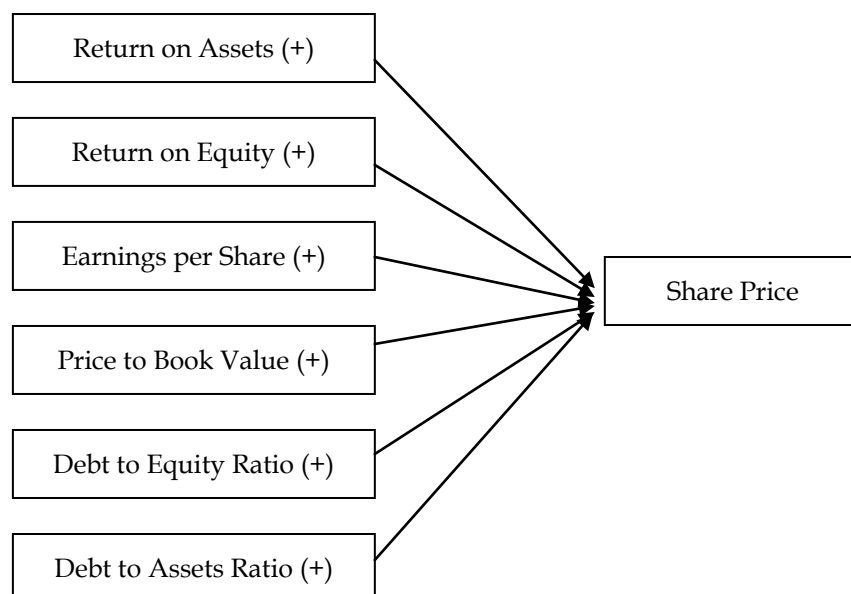 Return on Assets (+)
Return on Equity (+)
Earnings per Share (+)
Share Price
Price to Book Value (+)
Debt to Equity Ratio (+)
Debt to Assets Ratio (+)